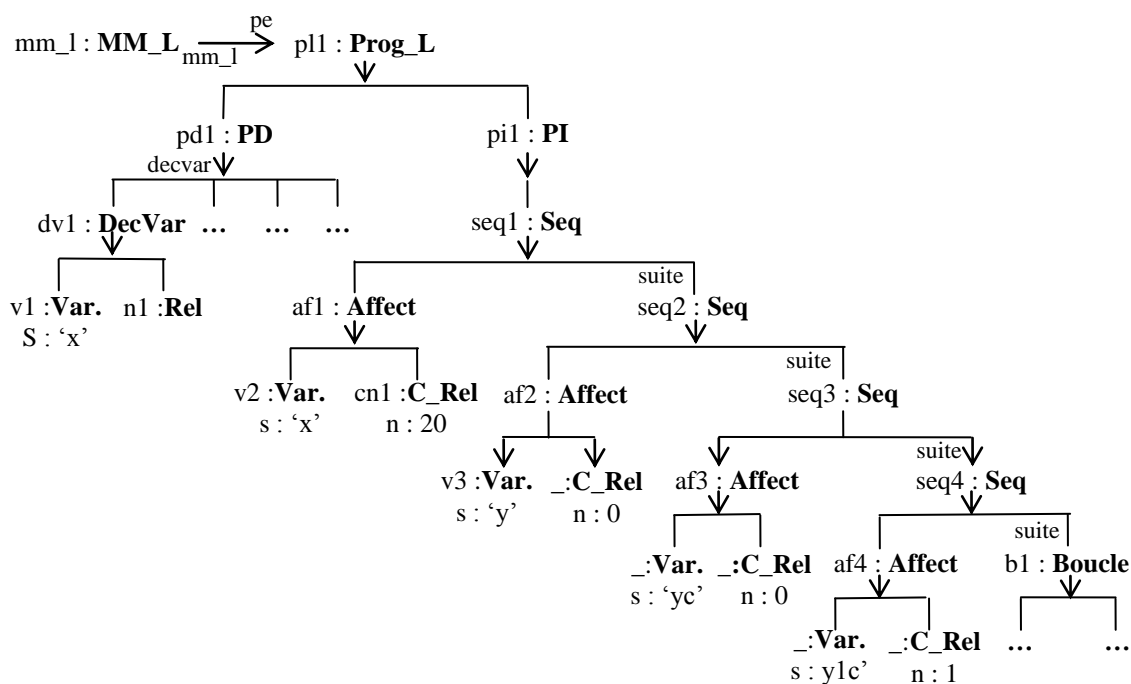 pe
mm_l : MM_L mm_l pl1 : Prog_L
pd1 : PD pi1 : PI
decvar
dv1 : DecVar ... ... ... seq1 : Seq
suite
v1 :Var. n1 :Rel af1 : Affect seq2 : Seq
S : ‘x’
suite
v2 :Var. cn1 :C_Rel af2 : Affect seq3 : Seq
s : ‘x’ n : 20
suite
v3 :Var. _:C_Rel af3 : Affect seq4 : Seq
s : ‘y’ n : 0
suite
_:Var. _:C_Rel af4 : Affect b1 : Boucle
s : ‘yc’ n : 0
_:Var. _:C_Rel ... ...
s : y1c’ n : 1